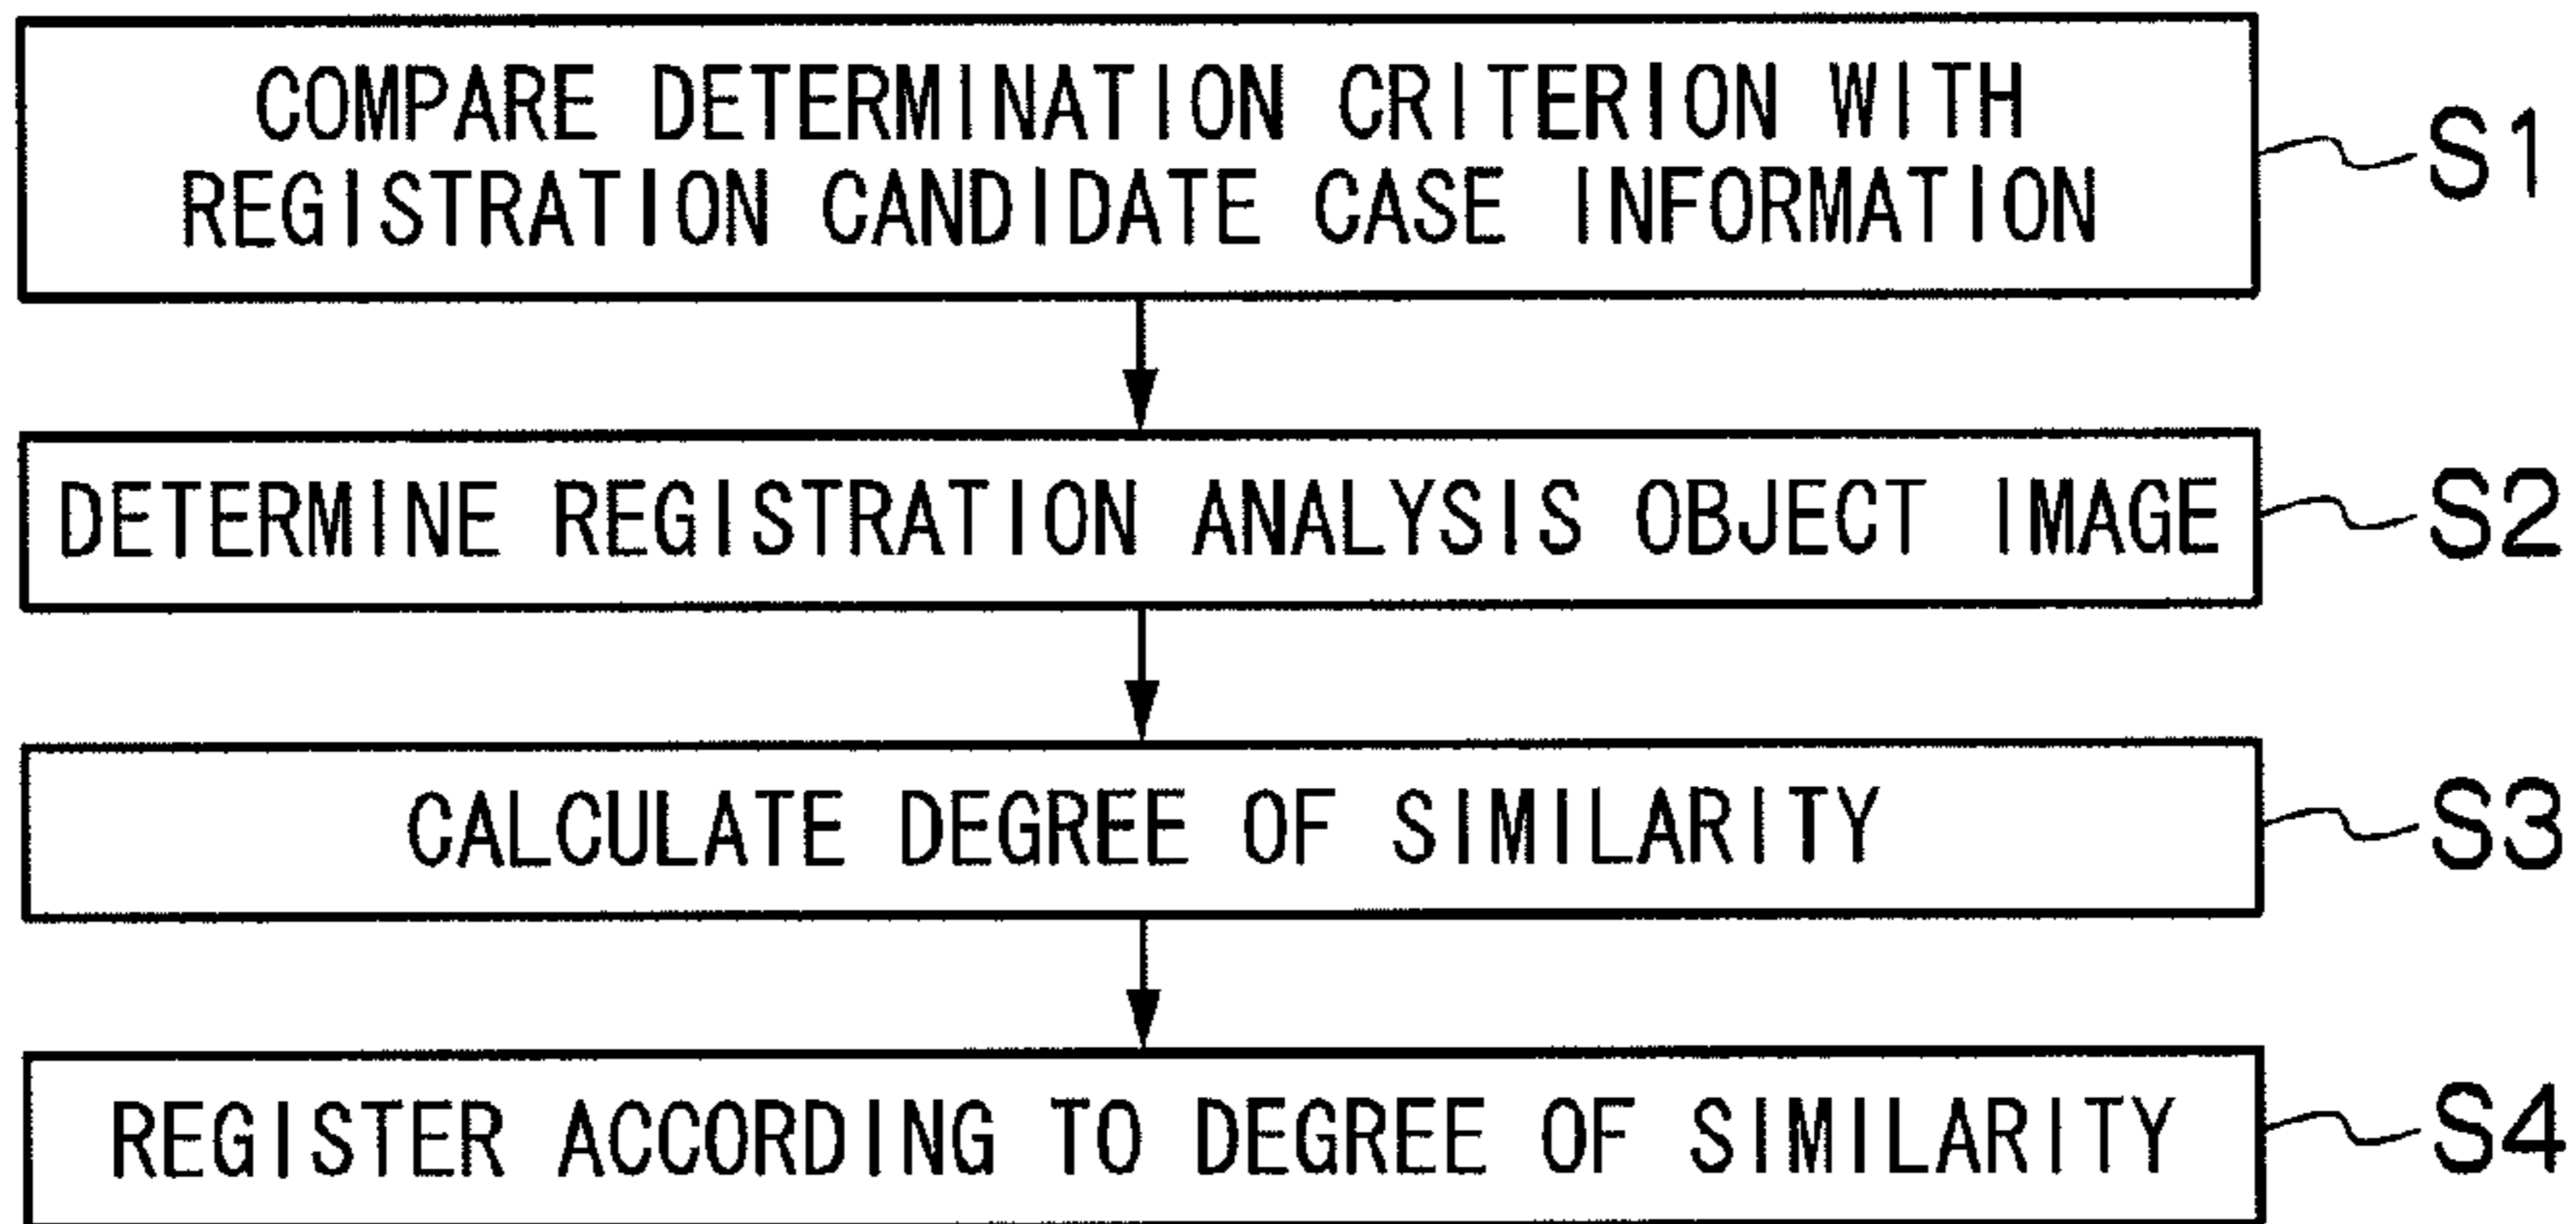 COMPARE DETERMINATION CRITERION WITH
REGISTRATION CANDIDATE CASE INFORMATION
S1
DETERMINE REGISTRATION ANALYSIS OBJECT IMAGE
S2
CALCULATE DEGREE OF SIMILARITY
S3
REGISTER ACCORDING TO DEGREE OF SIMILARITY
S4